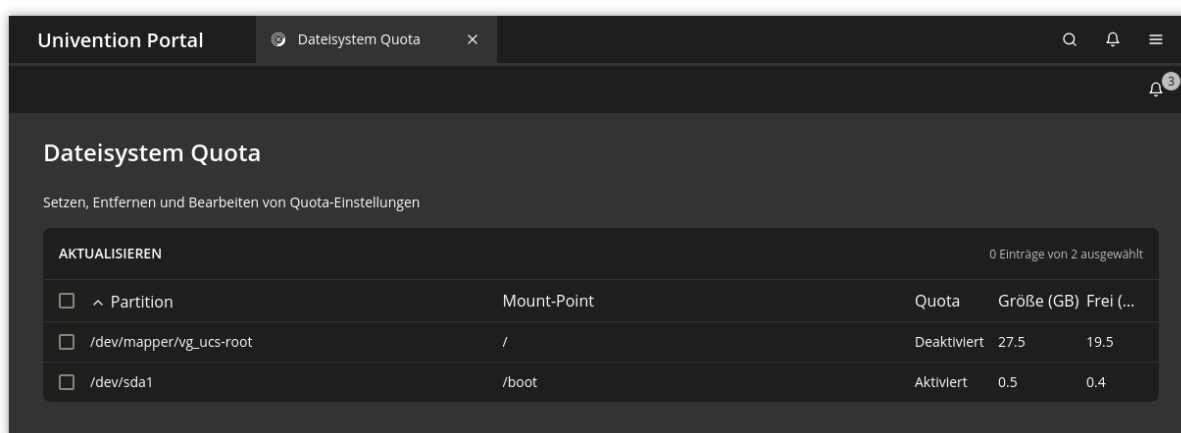 Univention Portal Dateisystem Quota
3
Dateisystem Quota
Setzen, Entfernen und Bearbeiten von Quota-Einstellungen
AKTUALISIEREN 0 Einträge von 2 ausgewählt
Partition Mount-Point Quota Größe (GB) Frei (...
/dev/mapper/vg_ucs-root / Deaktiviert 27.5 19.5
/dev/sda1 /boot Aktiviert 0.5 0.4